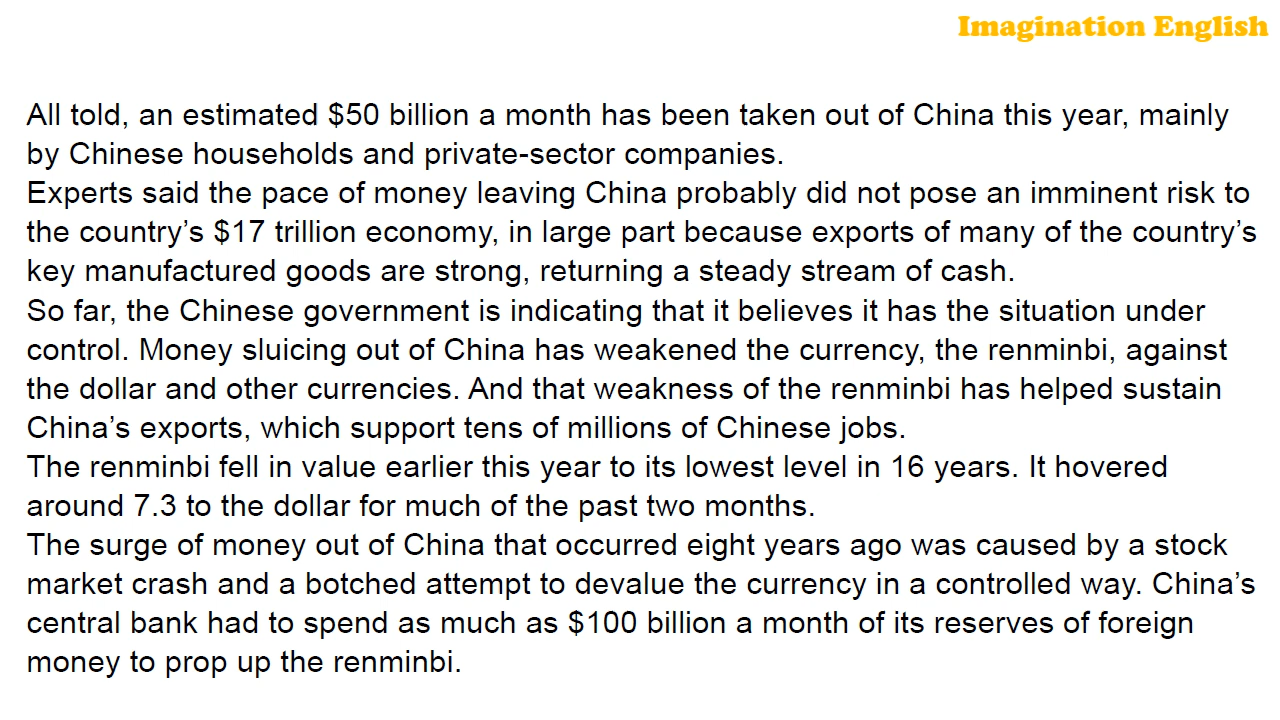 Imagination English
All told, an estimated $50 billion a month has been taken out of China this year, mainly
by Chinese households and private-sector companies.
Experts said the pace of money leaving China probably did not pose an imminent risk to
the country’s $17 trillion economy, in large part because exports of many of the country’s
key manufactured goods are strong, returning a steady stream of cash.
So far, the Chinese government is indicating that it believes it has the situation under
control. Money sluicing out of China has weakened the currency, the renminbi, against
the dollar and other currencies. And that weakness of the renminbi has helped sustain
China’s exports, which support tens of millions of Chinese jobs.
The renminbi fell in value earlier this year to its lowest level in 16 years. It hovered
around 7.3 to the dollar for much of the past two months.
The surge of money out of China that occurred eight years ago was caused by a stock
market crash and a botched attempt to devalue the currency in a controlled way. China’s
central bank had to spend as much as $100 billion a month of its reserves of foreign
money to prop up the renminbi.